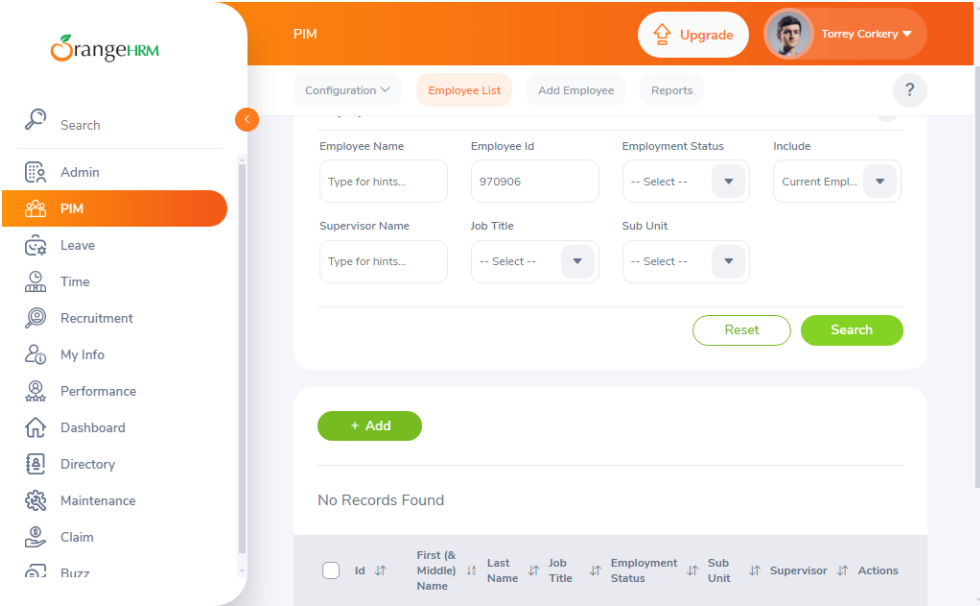 OrangeHRM
PIM
Upgrade
Torrey Corkery
Configuration
Employee List
Add Employee
Reports
?
Search
Admin
PIM
Leave
Time
Recruitment
My Info
Performance
Dashboard
Directory
Maintenance
Claim
Buzz
Employee Name
Employee Id
Employment Status
Include
Type for hints...
970906
-- Select --
Current Empl...
Supervisor Name
Job Title
Sub Unit
Type for hints...
-- Select --
-- Select --
Reset
Search
+ Add
No Records Found
Id
First (& Middle) Name
Last Name
Job Title
Employment Status
Sub Unit
Supervisor
Actions